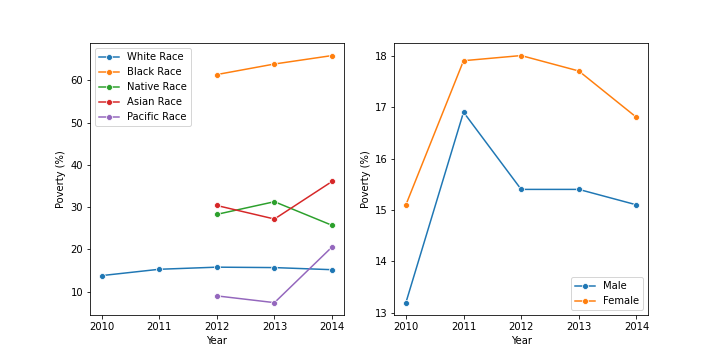 White Race
Black Race
Native Race
Asian Race
Pacific Race
60
50
40
30
20
10
Poverty (%)
2010 2011 2012 2013 2014
Year
18
17
16
15
14
13
Poverty (%)
Male
Female
2010 2011 2012 2013 2014
Year